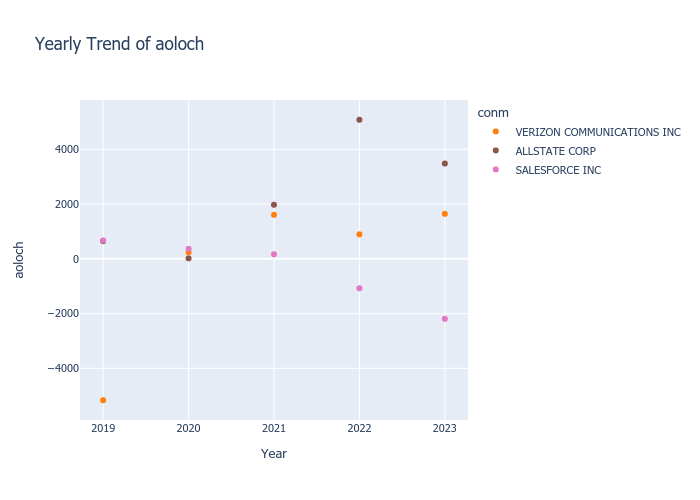 Yearly Trend of aoloch
conm
VERIZON COMMUNICATIONS INC
ALLSTATE CORP
SALESFORCE INC
aoloch
4000
2000
0
−2000
−4000
2019
2020
2021
2022
2023
Year